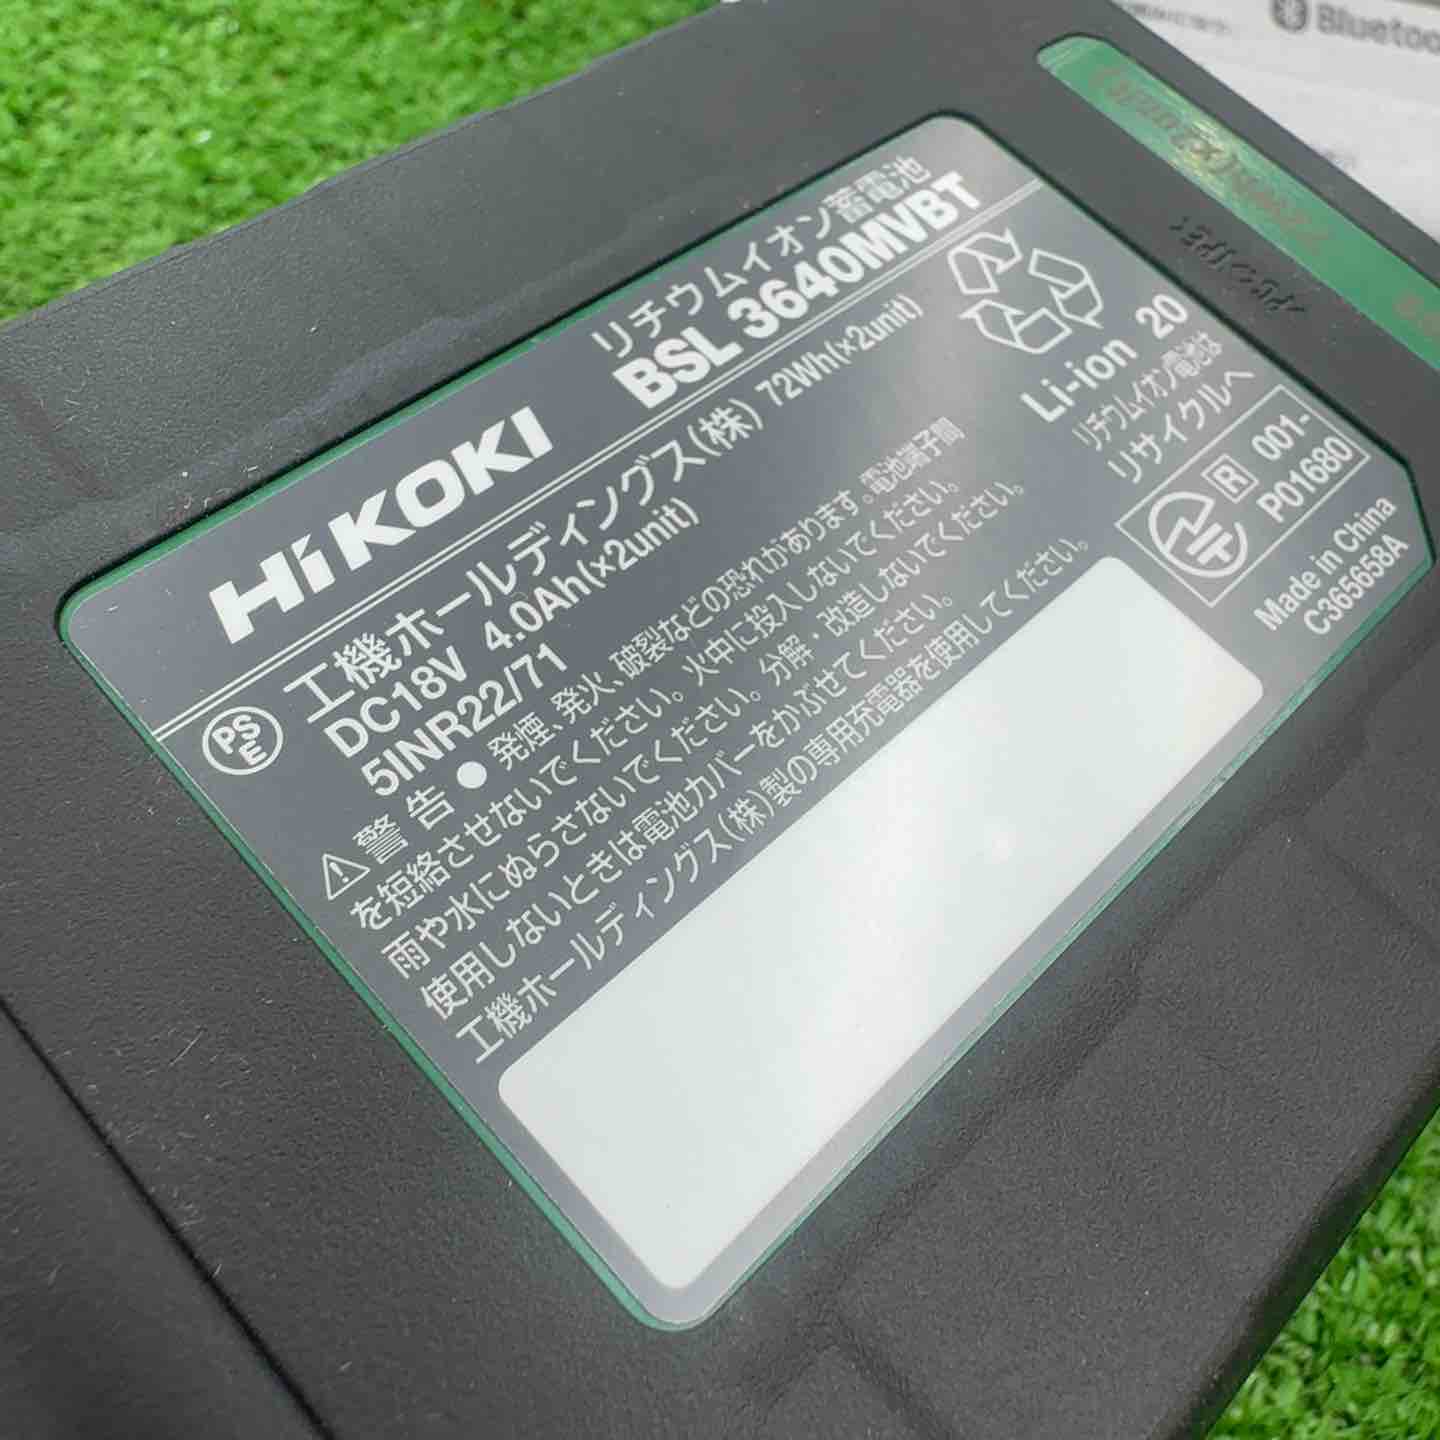 Bluetoo
リチウムイオン蓄電池
HiKOKI BSL 3640MVBT
PSE
工機ホールディングス(株) 72Wh(×2unit)
DC18V 4.0Ah(×2unit)
5INR22/71
⚠警告 ● 発煙、発火、破裂などの恐れがあります。電池端子間
を短絡させないでください。火中に投入しないでください。
雨や水にぬらさないでください。分解・改造しないでください。
使用しないときは電池カバーをかぶせてください。
工機ホールディングス(株)製の専用充電器を使用してください。
Li-ion 20
リチウムイオン電池は
リサイクルへ
R 001-
P01680
Made in China
C365658A